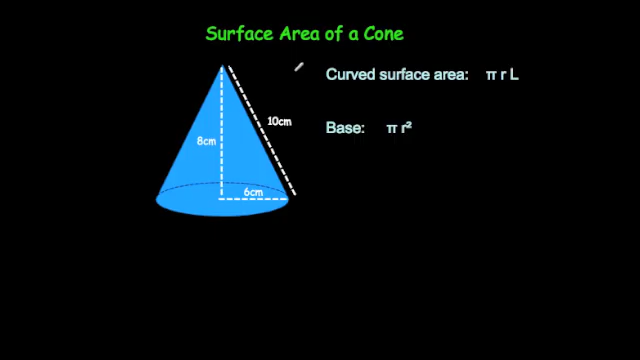 Surface Area of a Cone
Curved surface area: π r L
10cm
Base: π r²
8cm
6cm